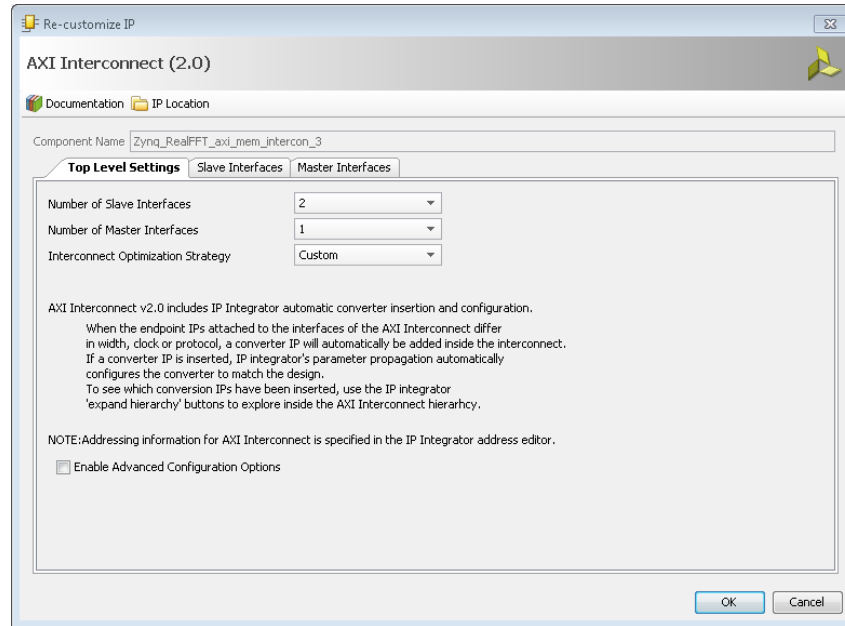 Re-customize IP
AXI Interconnect (2.0)
Documentation IP Location
Component Name Zynq_RealFFT_axi_mem_intercon_3
Top Level Settings Slave Interfaces Master Interfaces
Number of Slave Interfaces 2
Number of Master Interfaces 1
Interconnect Optimization Strategy Custom
AXI Interconnect v2.0 includes IP Integrator automatic converter insertion and configuration.
When the endpoint IPs attached to the interfaces of the AXI Interconnect differ
in width, clock or protocol, a converter IP will automatically be added inside the interconnect.
If a converter IP is inserted, IP integrator's parameter propagation automatically
configures the converter to match the design.
To see which conversion IPs have been inserted, use the IP integrator
'expand hierarchy' buttons to explore inside the AXI Interconnect hierarhcy.
NOTE:Addressing information for AXI Interconnect is specified in the IP Integrator address editor.
Enable Advanced Configuration Options
OK Cancel